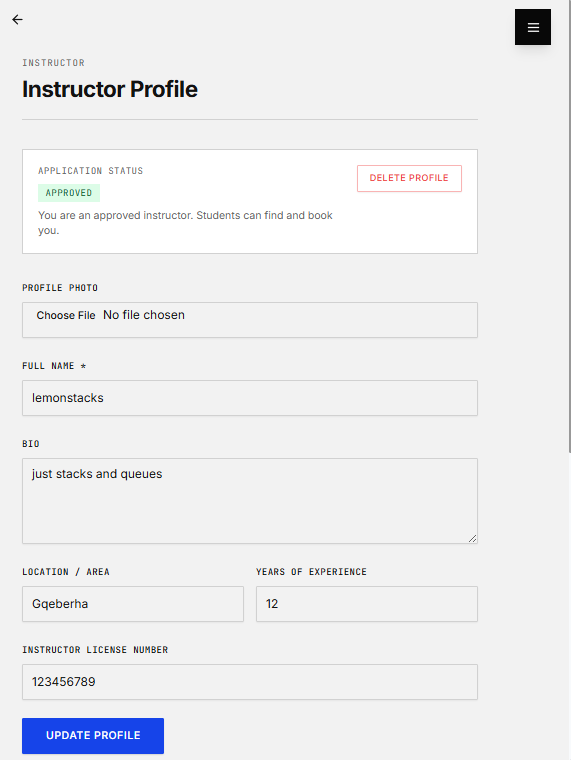 INSTRUCTOR
Instructor Profile
APPLICATION STATUS
APPROVED
You are an approved instructor. Students can find and book
you.
DELETE PROFILE
PROFILE PHOTO
Choose File No file chosen
FULL NAME *
lemonstacks
BIO
just stacks and queues
LOCATION / AREA
Gqeberha
YEARS OF EXPERIENCE
12
INSTRUCTOR LICENSE NUMBER
123456789
UPDATE PROFILE